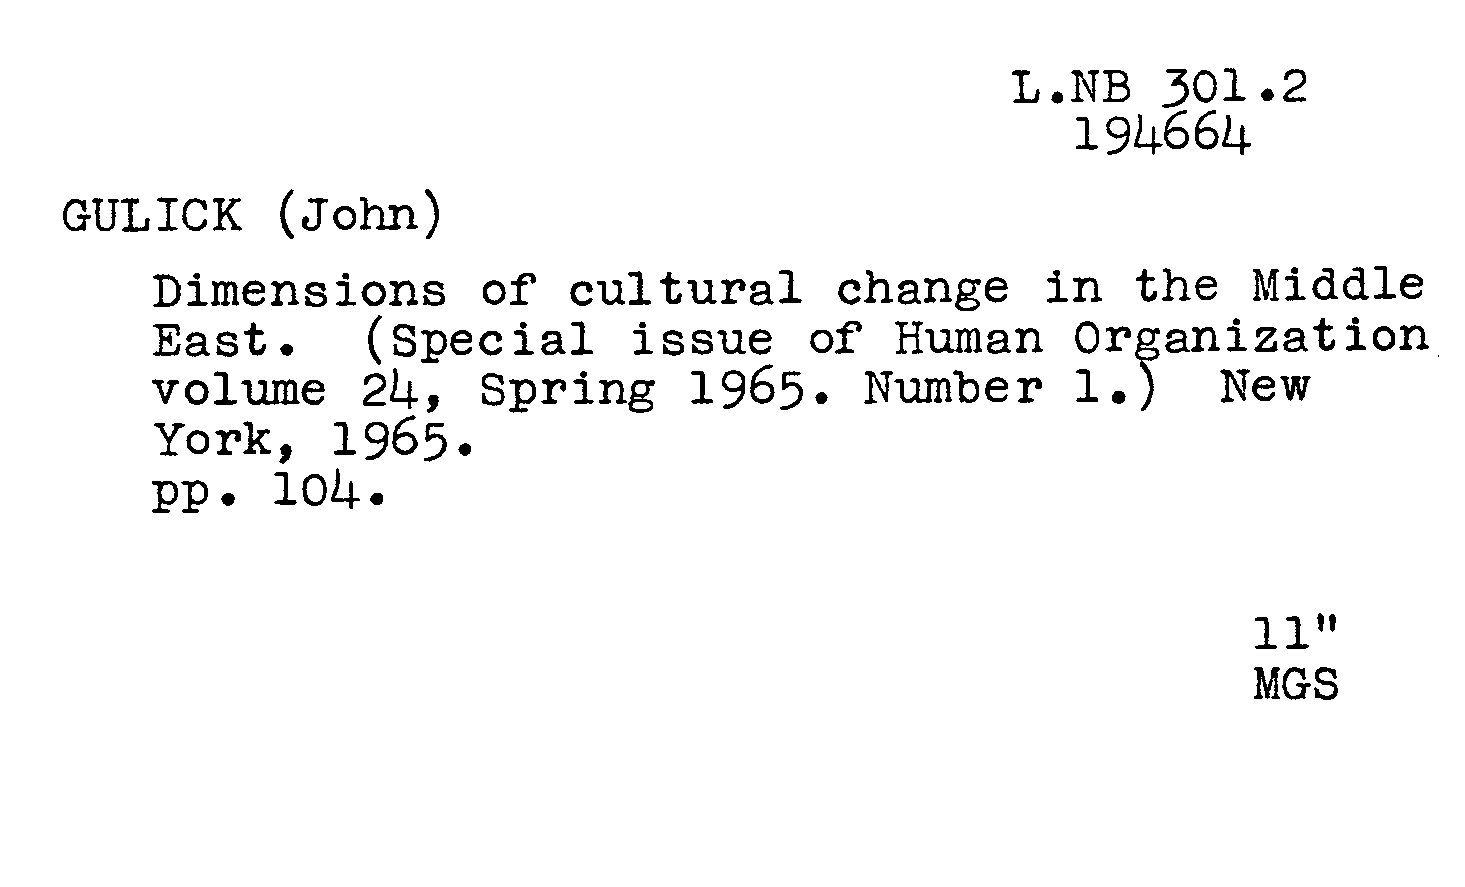 L.NB 301.2
194664
GULICK (John)
Dimensions of cultural change in the Middle
East. (Special issue of Human Organization
volume 24, Spring 1965. Number 1.) New
York, 1965.
pp. 104.
11"
MGS